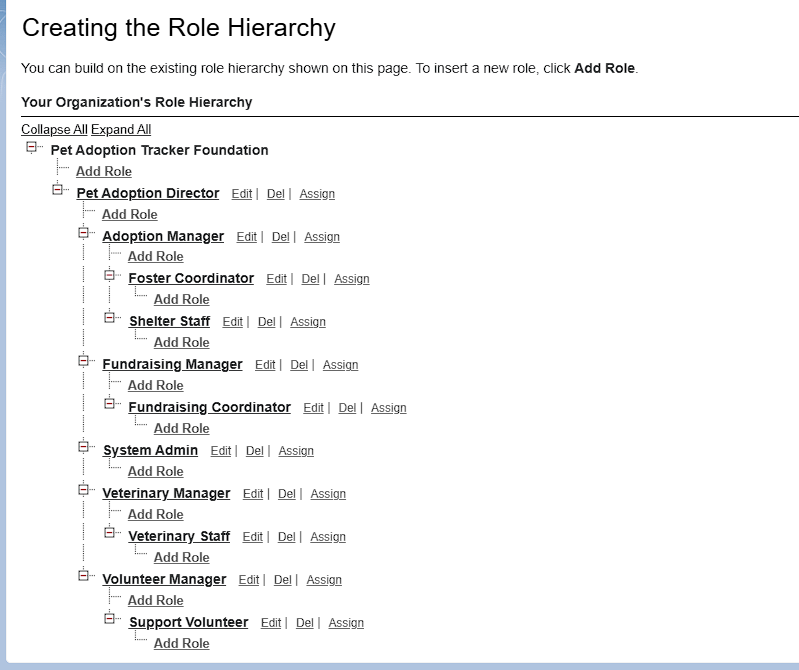 Creating the Role Hierarchy
You can build on the existing role hierarchy shown on this page. To insert a new role, click Add Role.
Your Organization's Role Hierarchy
Collapse All Expand All
Pet Adoption Tracker Foundation
Add Role
Pet Adoption Director Edit | Del | Assign
Add Role
Adoption Manager Edit | Del | Assign
Add Role
Foster Coordinator Edit | Del | Assign
Add Role
Shelter Staff Edit | Del | Assign
Add Role
Fundraising Manager Edit | Del | Assign
Add Role
Fundraising Coordinator Edit | Del | Assign
Add Role
System Admin Edit | Del | Assign
Add Role
Veterinary Manager Edit | Del | Assign
Add Role
Veterinary Staff Edit | Del | Assign
Add Role
Volunteer Manager Edit | Del | Assign
Add Role
Support Volunteer Edit | Del | Assign
Add Role